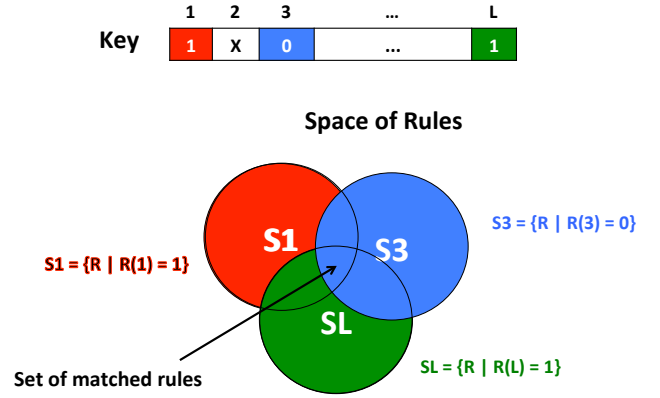 1 2 3 ... L
Key 1 X 0 ... 1
Space of Rules
S1
S3
S3 = {R | R(3) = 0}
S1 = {R | R(1) = 1}
SL
SL = {R | R(L) = 1}
Set of matched rules